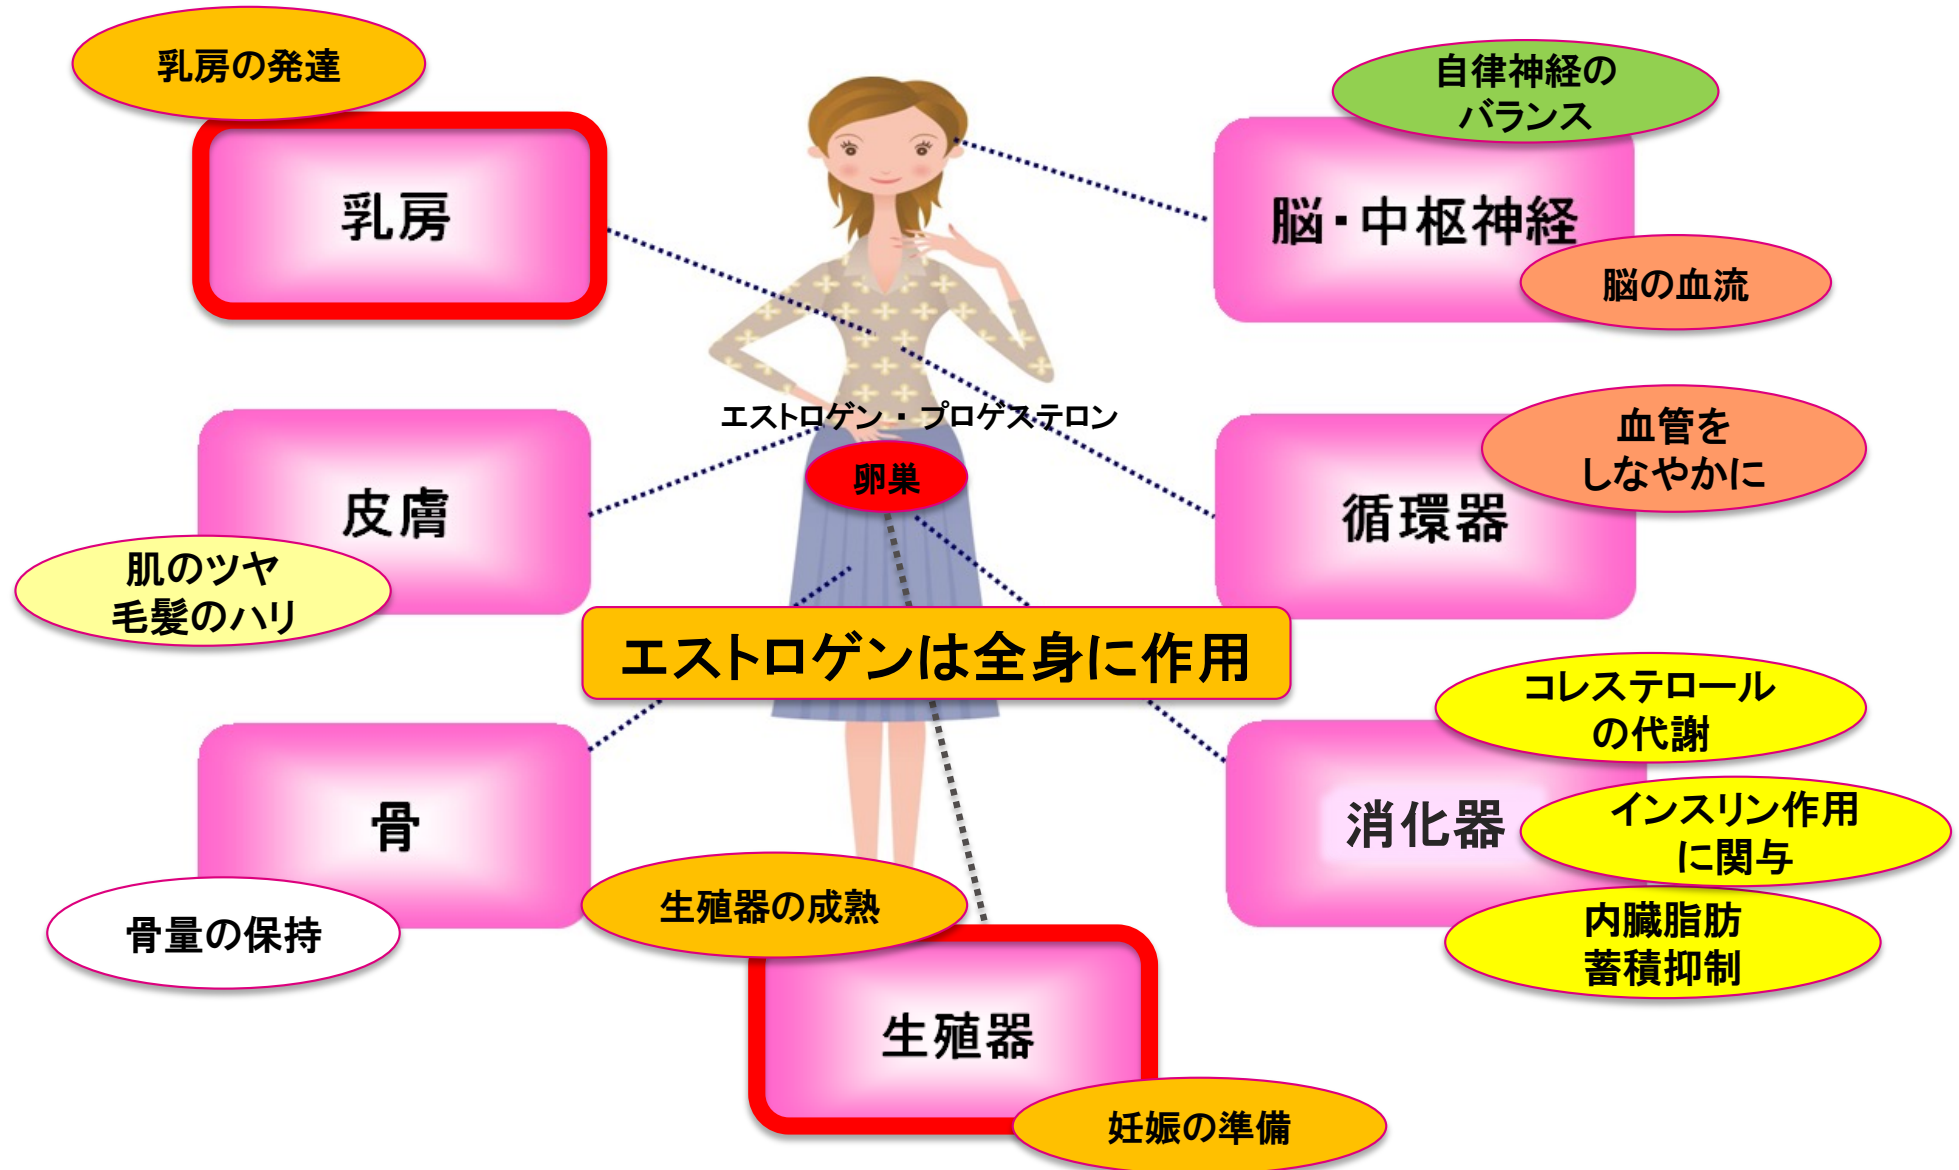 乳房の発達
乳房
自律神経の
バランス
脳・中枢神経
脳の血流
エストロゲン・プロゲステロン
卵巣
皮膚
肌のツヤ
毛髪のハリ
血管を
しなやかに
循環器
エストロゲンは全身に作用
骨
骨量の保持
コレステロール
の代謝
消化器
インスリン作用
に関与
内臓脂肪
蓄積抑制
生殖器の成熟
生殖器
妊娠の準備